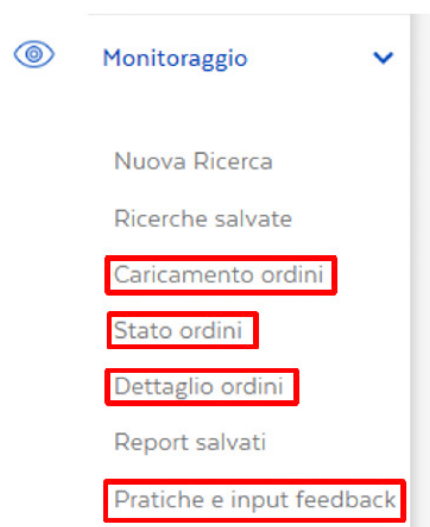 Monitoraggio
Nuova Ricerca
Ricerche salvate
Caricamento ordini
Stato ordini
Dettaglio ordini
Report salvati
Pratiche e input feedback